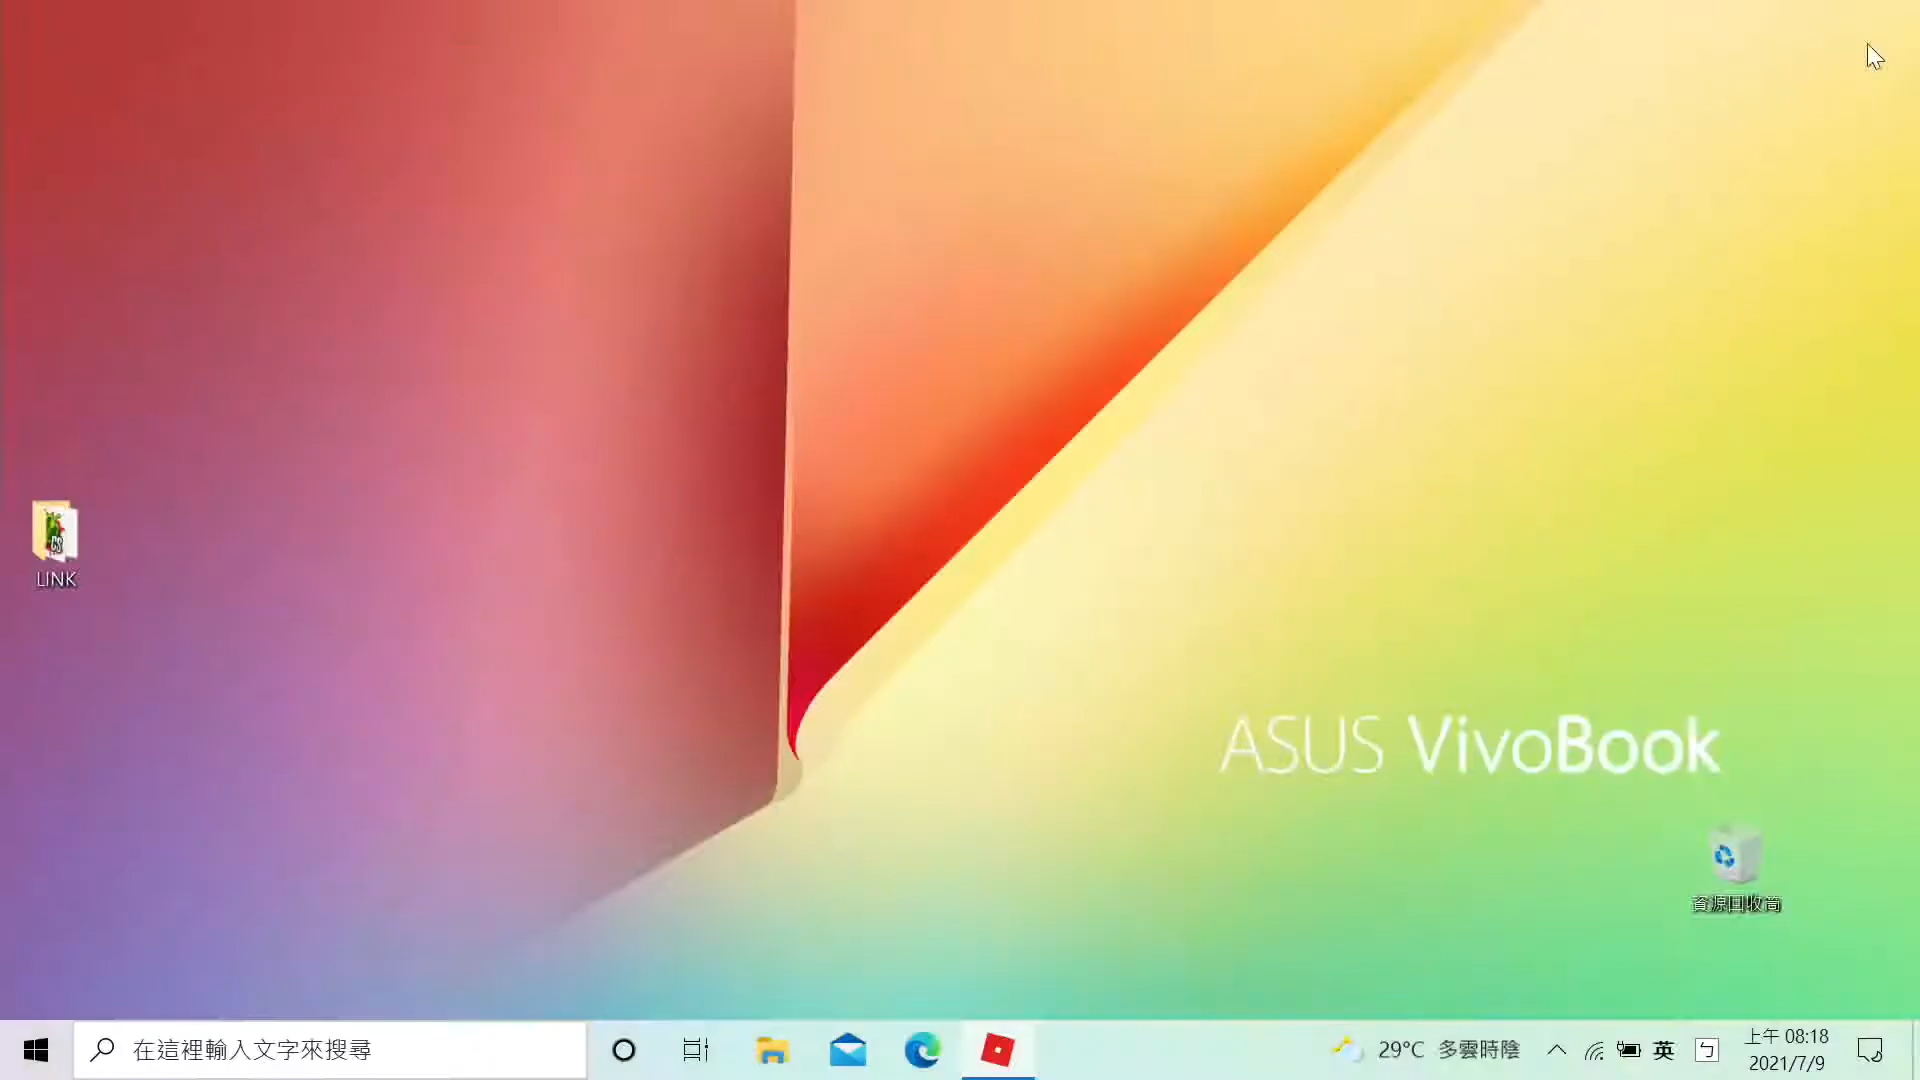 LINK
ASUS VivoBook
資源回收筒
在這裡輸入文字來搜尋
29°C 多雲時陰
英
ㄅ
上午 08:18
2021/7/9